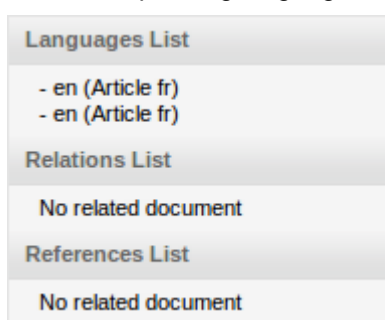 Languages List
- en (Article fr)
- en (Article fr)
Relations List
No related document
References List
No related document